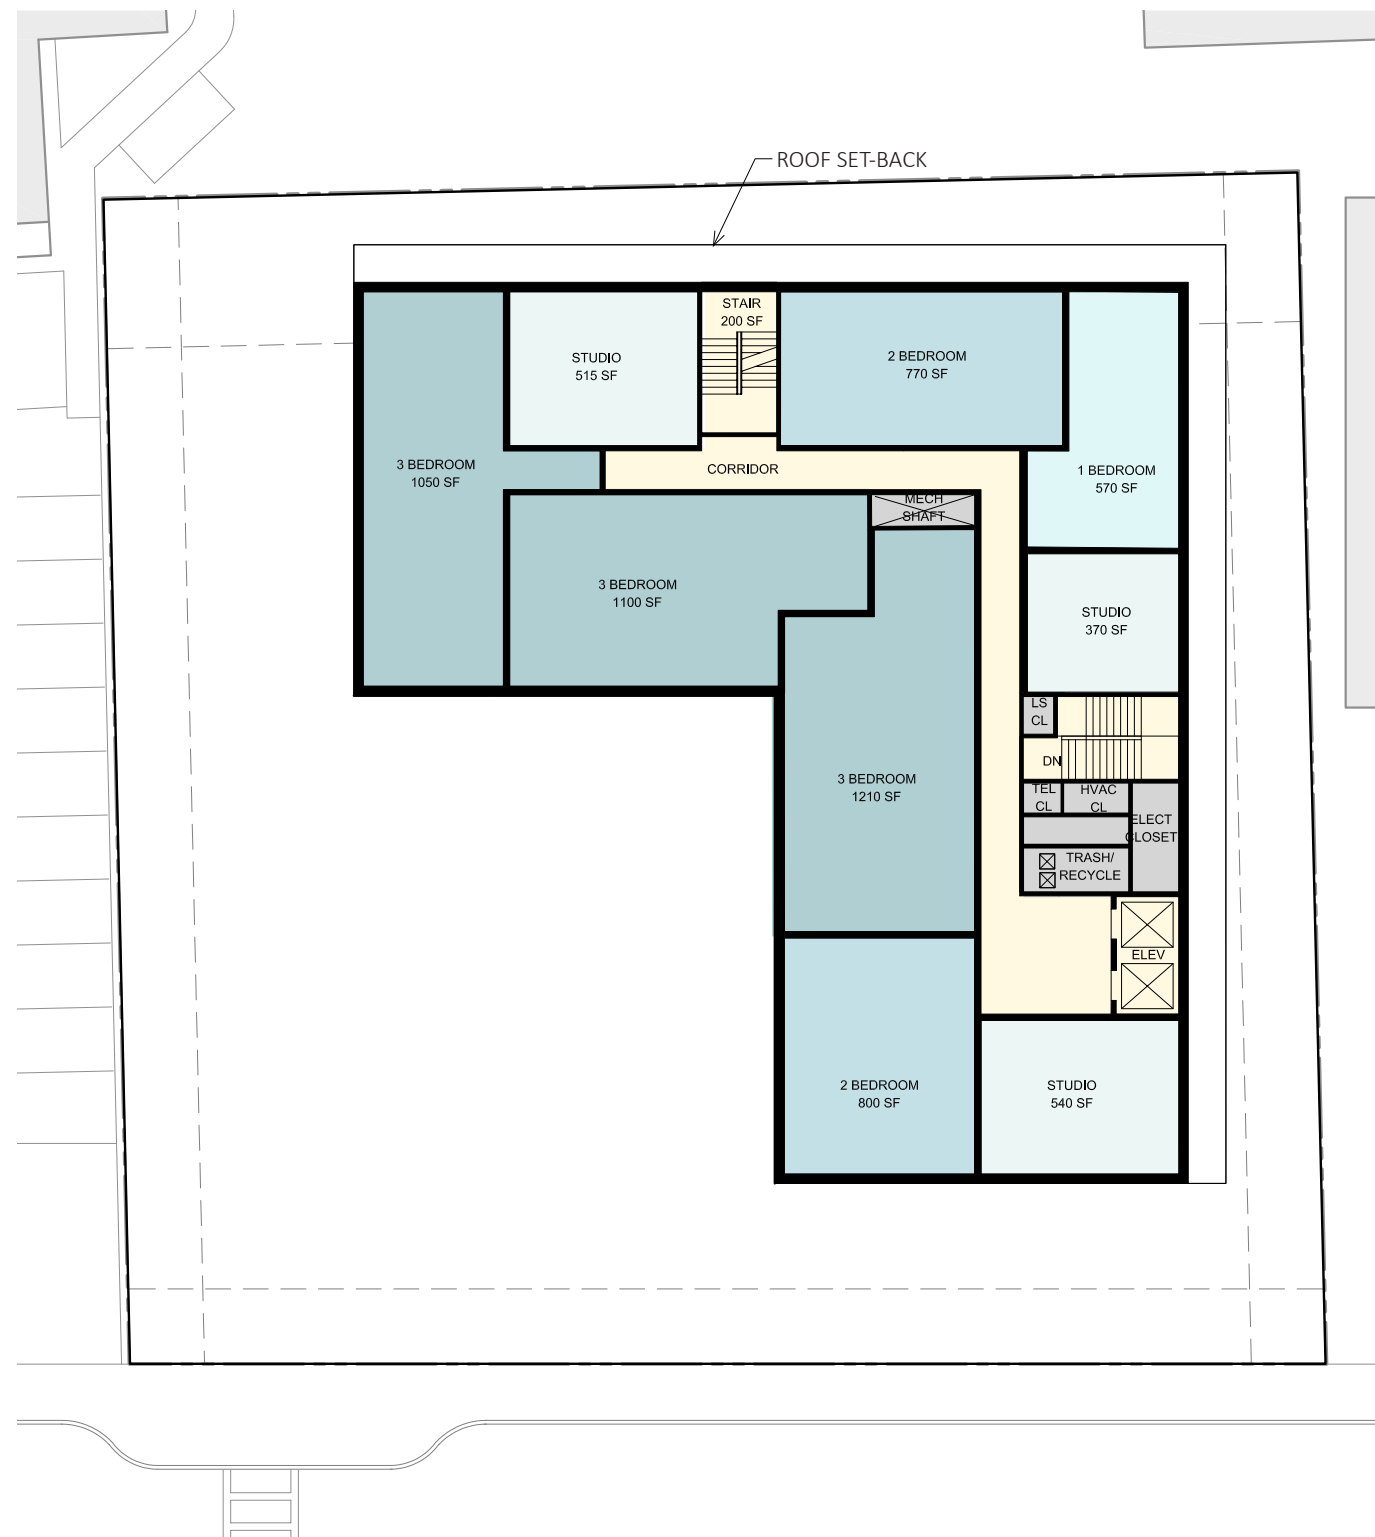 ROOF SET-BACK
STAIR
200 SF
STUDIO
515 SF
2 BEDROOM
770 SF
3 BEDROOM
1050 SF
CORRIDOR
1 BEDROOM
570 SF
MECH
SHAFT
3 BEDROOM
1100 SF
STUDIO
370 SF
LS
CL
DN
3 BEDROOM
1210 SF
TEL
CL
HVAC
CL
ELECT
CLOSET
TRASH/
RECYCLE
ELEV
2 BEDROOM
800 SF
STUDIO
540 SF